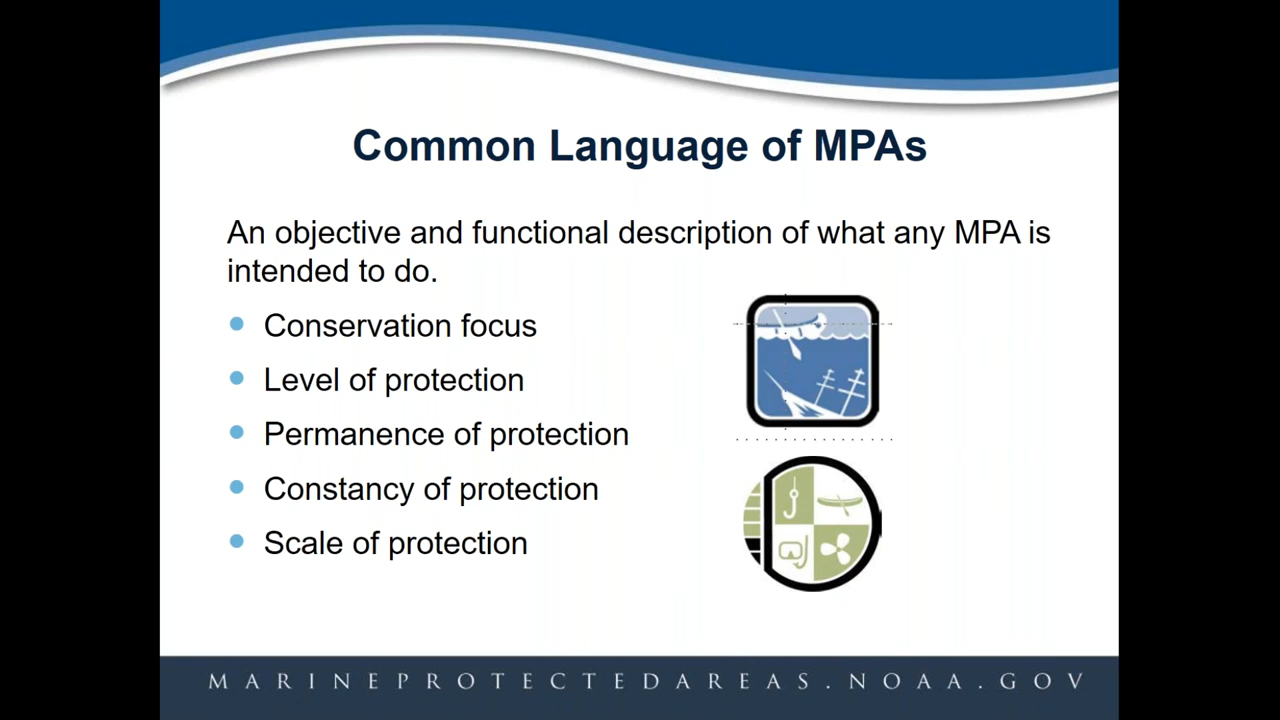 Common Language of MPAs
An objective and functional description of what any MPA is
intended to do.
Conservation focus
Level of protection
Permanence of protection
Constancy of protection
Scale of protection
MARINEPROTECTEDAREAS.NOAA.GOV